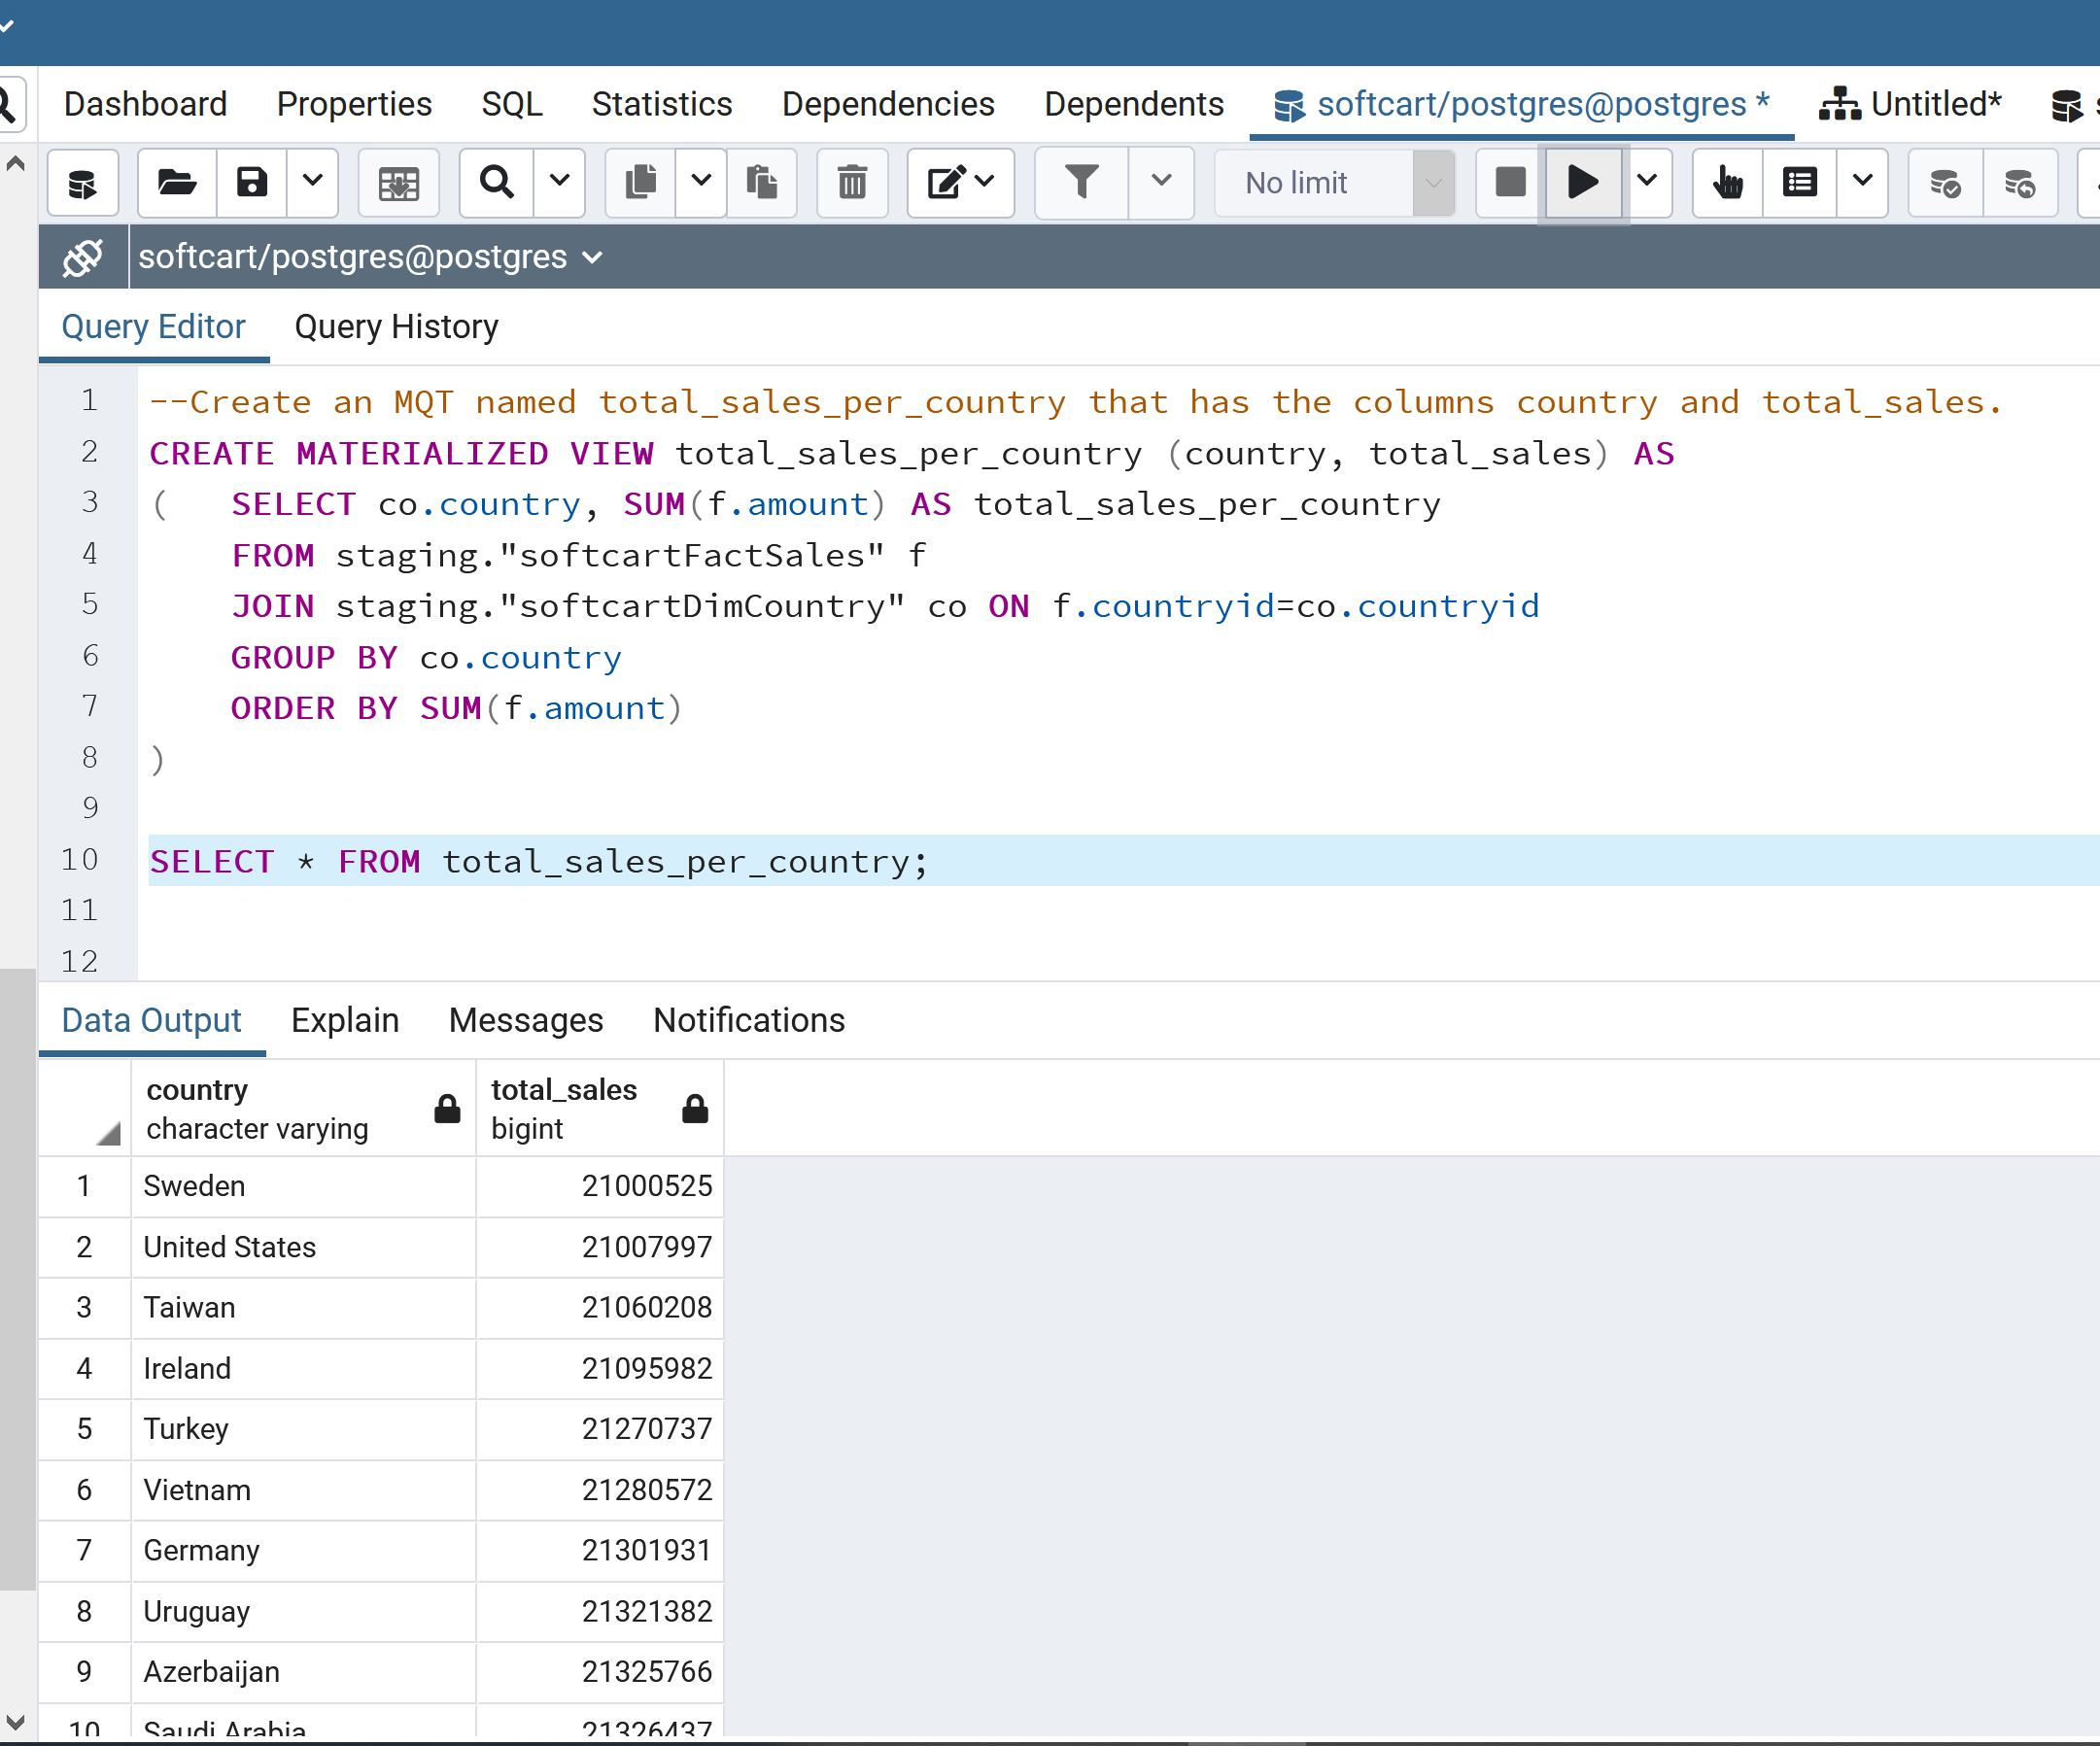 Dashboard Properties SQL Statistics Dependencies Dependents softcart/postgres@postgres * Untitled*
No limit
softcart/postgres@postgres
Query Editor Query History
1 --Create an MQT named total_sales_per_country that has the columns country and total_sales.
2 CREATE MATERIALIZED VIEW total_sales_per_country (country, total_sales) AS
3 (   SELECT co.country, SUM(f.amount) AS total_sales_per_country
4     FROM staging."softcartFactSales" f
5     JOIN staging."softcartDimCountry" co ON f.countryid=co.countryid
6     GROUP BY co.country
7     ORDER BY SUM(f.amount)
8 )
9
10 SELECT * FROM total_sales_per_country;
11
12
Data Output Explain Messages Notifications
country total_sales
character varying bigint
1 Sweden 21000525
2 United States 21007997
3 Taiwan 21060208
4 Ireland 21095982
5 Turkey 21270737
6 Vietnam 21280572
7 Germany 21301931
8 Uruguay 21321382
9 Azerbaijan 21325766
10 Saudi Arabia 21326437